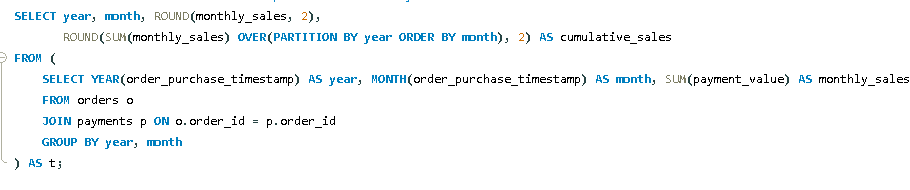 SELECT year, month, ROUND(monthly_sales, 2),
ROUND(SUM(monthly_sales) OVER(PARTITION BY year ORDER BY month), 2) AS cumulative_sales
FROM (
SELECT YEAR(order_purchase_timestamp) AS year, MONTH(order_purchase_timestamp) AS month, SUM(payment_value) AS monthly_sales
FROM orders o
JOIN payments p ON o.order_id = p.order_id
GROUP BY year, month
) AS t;